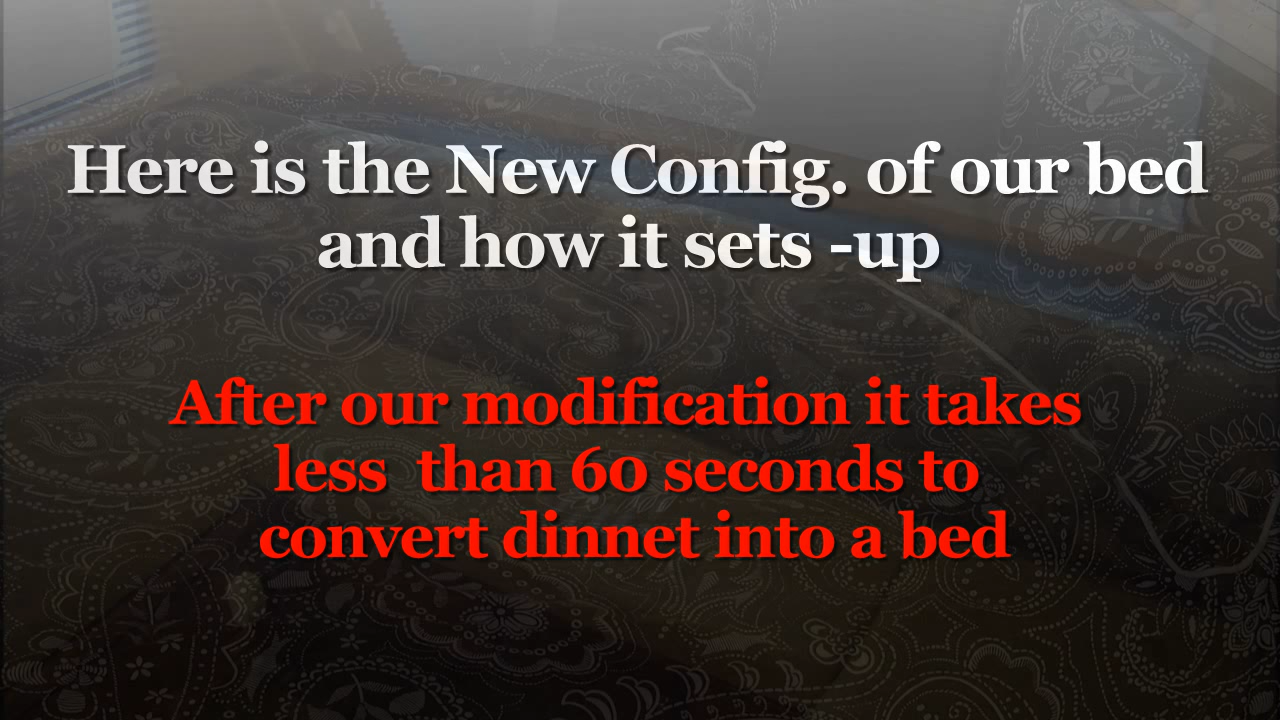 Here is the New Config. of our bed
and how it sets -up
After our modification it takes
less  than 60 seconds to
convert dinnet into a bed